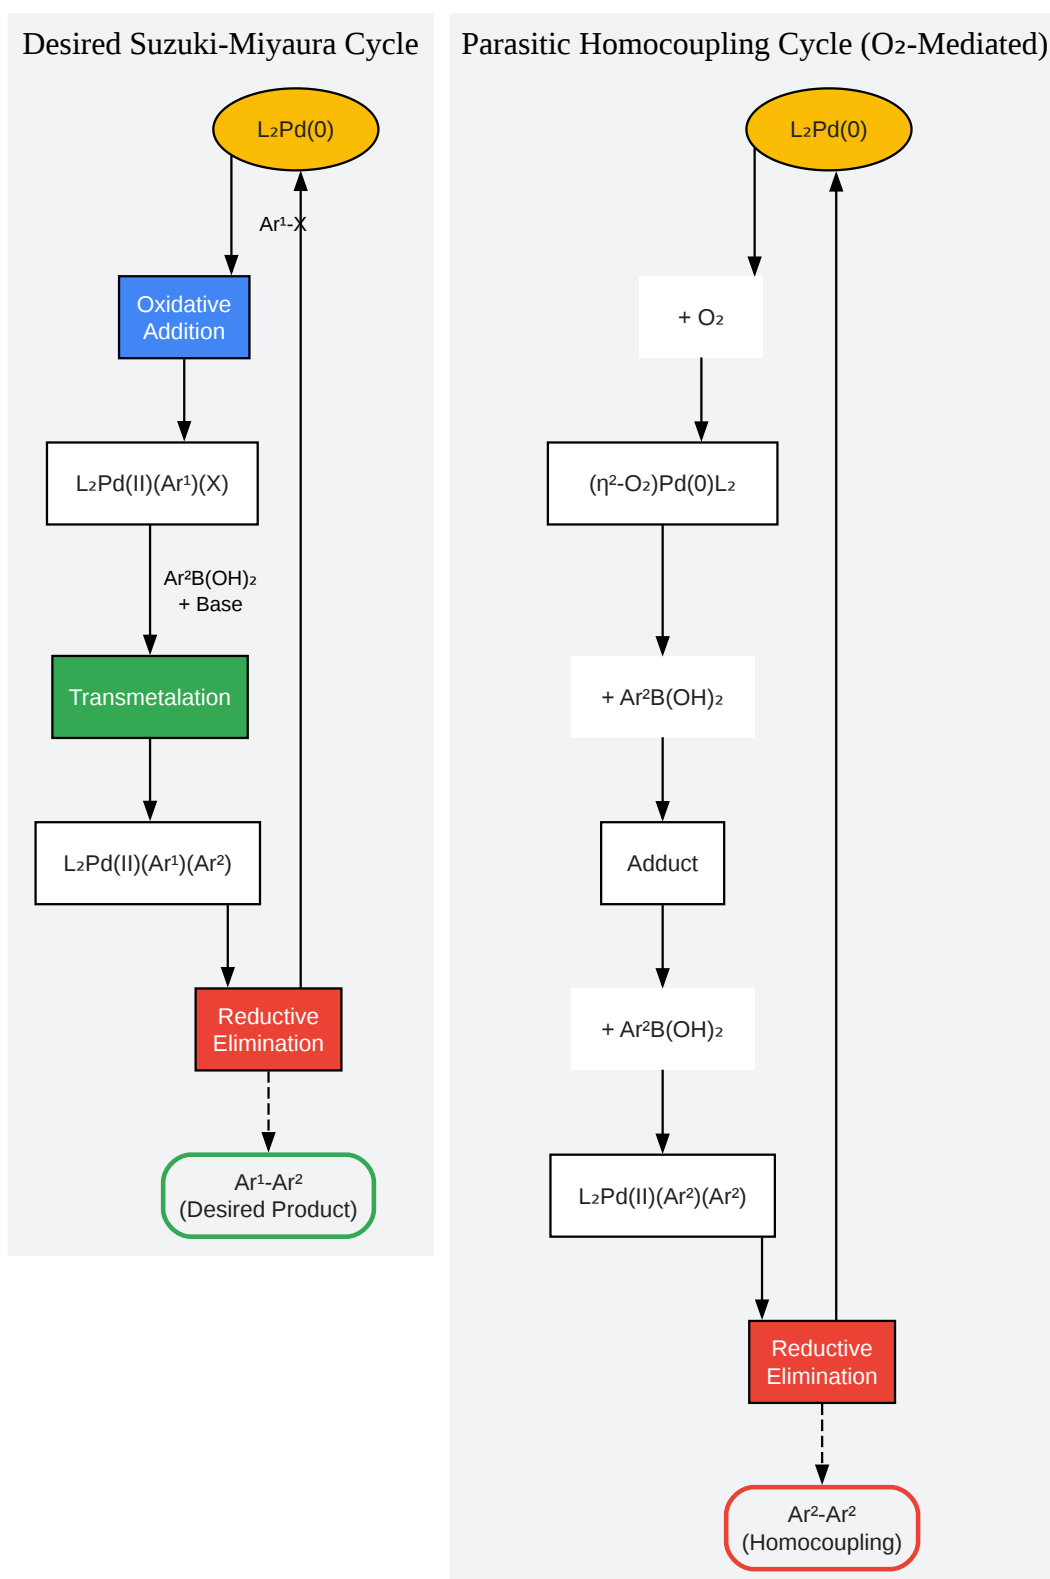 Desired Suzuki-Miyaura Cycle
L₂Pd(0)
Ar¹-X
Oxidative
Addition
L₂Pd(II)(Ar¹)(X)
Ar²B(OH)₂
+ Base
Transmetalation
L₂Pd(II)(Ar¹)(Ar²)
Reductive
Elimination
Ar¹-Ar²
(Desired Product)
Parasitic Homocoupling Cycle (O₂-Mediated)
L₂Pd(0)
+ O₂
(η²-O₂)Pd(0)L₂
+ Ar²B(OH)₂
Adduct
+ Ar²B(OH)₂
L₂Pd(II)(Ar²)(Ar²)
Reductive
Elimination
Ar²-Ar²
(Homocoupling)